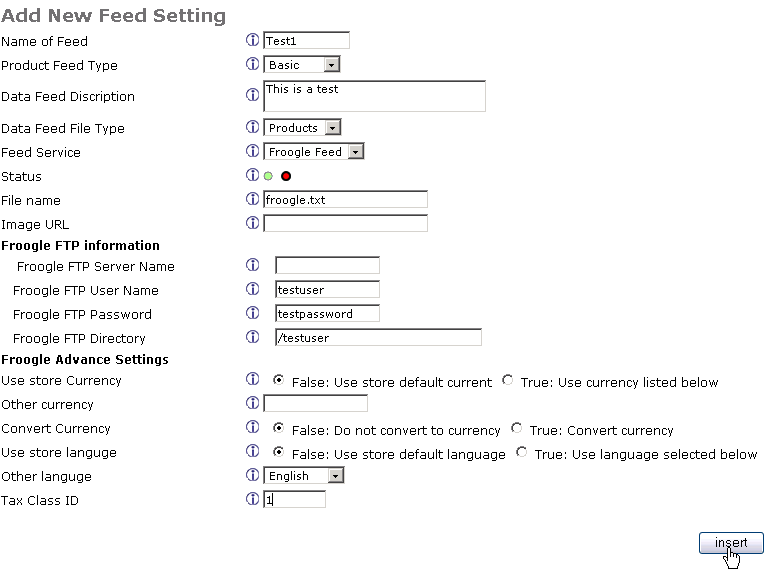 Add New Feed Setting
Name of Feed Test1
Product Feed Type Basic
Data Feed Discription This is a test
Data Feed File Type Products
Feed Service Froogle Feed
Status
File name froogle.txt
Image URL
Froogle FTP information
Froogle FTP Server Name
Froogle FTP User Name testuser
Froogle FTP Password testpassword
Froogle FTP Directory /testuser
Froogle Advance Settings
Use store Currency False: Use store default current True: Use currency listed below
Other currency
Convert Currency False: Do not convert to currency True: Convert currency
Use store languge False: Use store default language True: Use language selected below
Other languge English
Tax Class ID 1
insert